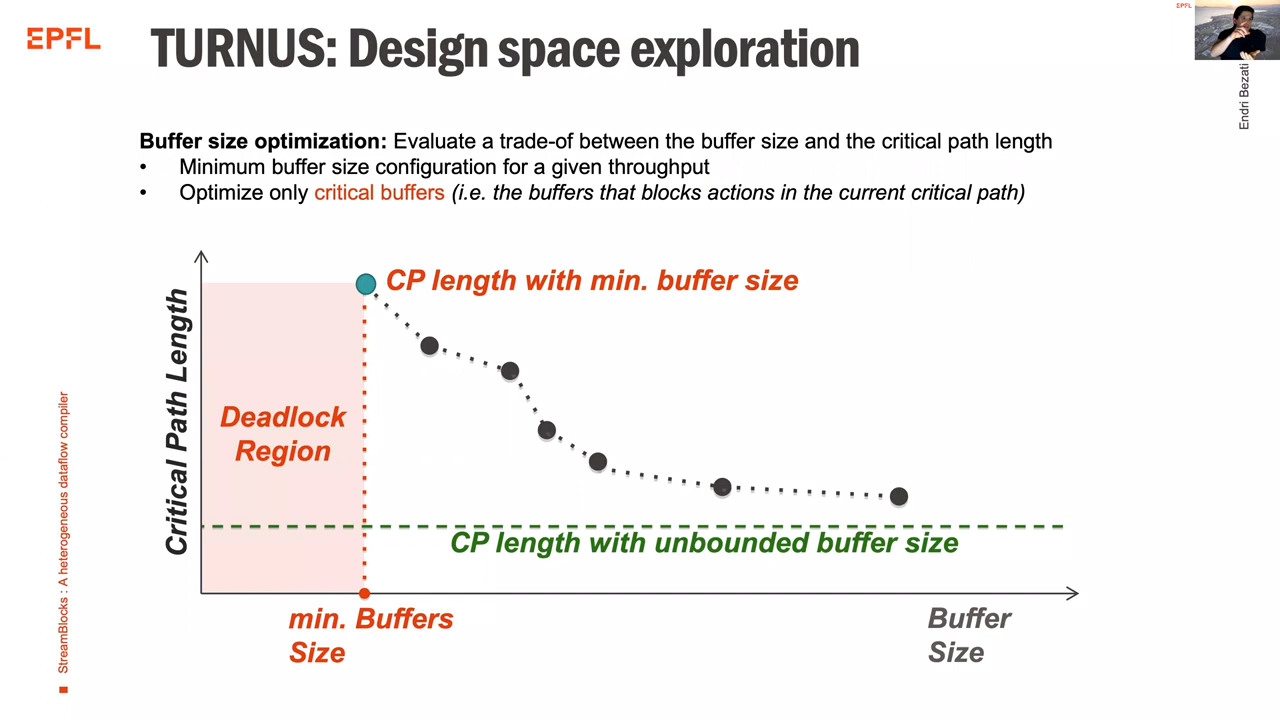 EPFL
TURNUS: Design space exploration
EPFL
Endri Bezati
Buffer size optimization: Evaluate a trade-of between the buffer size and the critical path length
• Minimum buffer size configuration for a given throughput
• Optimize only critical buffers (i.e. the buffers that blocks actions in the current critical path)
CP length with min. buffer size
Critical Path Length
Deadlock
Region
CP length with unbounded buffer size
min. Buffers
Size
Buffer
Size
StreamBlocks : A heterogeneous dataflow compiler